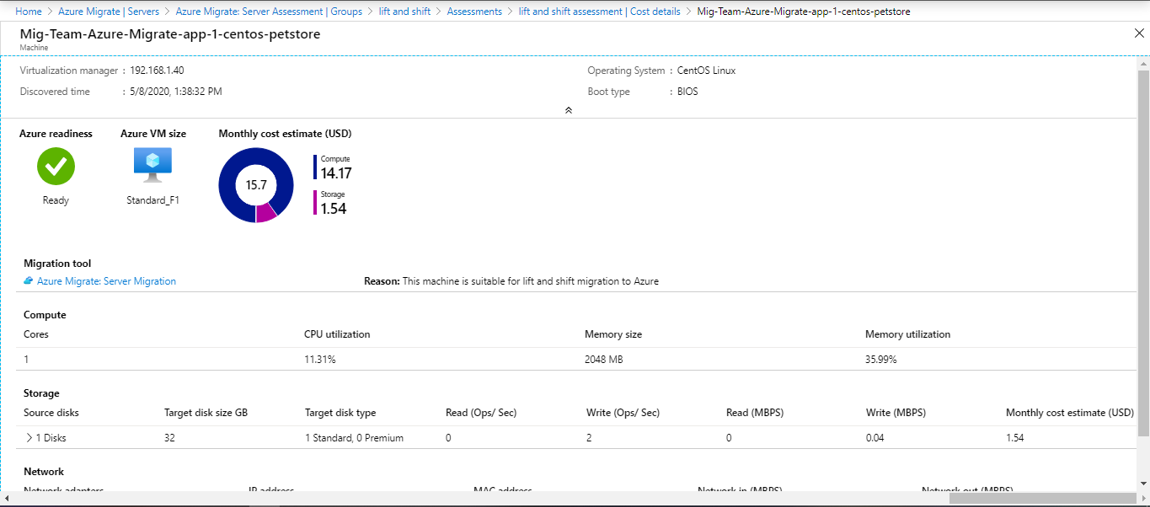 Home > Azure Migrate | Servers > Azure Migrate: Server Assessment | Groups > lift and shift > Assessments > lift and shift assessment | Cost details > Mig-Team-Azure-Migrate-app-1-centos-petstore
Mig-Team-Azure-Migrate-app-1-centos-petstore
Machine
Virtualization manager : 192.168.1.40 Operating System : CentOS Linux
Discovered time : 5/8/2020, 1:38:32 PM Boot type : BIOS
Azure readiness Azure VM size Monthly cost estimate (USD)
Compute
14.17
15.7
Storage
1.54
Ready Standard_F1
Migration tool
Azure Migrate: Server Migration Reason: This machine is suitable for lift and shift migration to Azure
Compute
Cores CPU utilization Memory size Memory utilization
1 11.31% 2048 MB 35.99%
Storage
Source disks Target disk size GB Target disk type Read (Ops/ Sec) Write (Ops/ Sec) Read (MBPS) Write (MBPS) Monthly cost estimate (USD)
> 1 Disks 32 1 Standard, 0 Premium 0 2 0 0.04 1.54
Network
Network adapters IP address MAC address Network in (MBPS) Network out (MBPS)